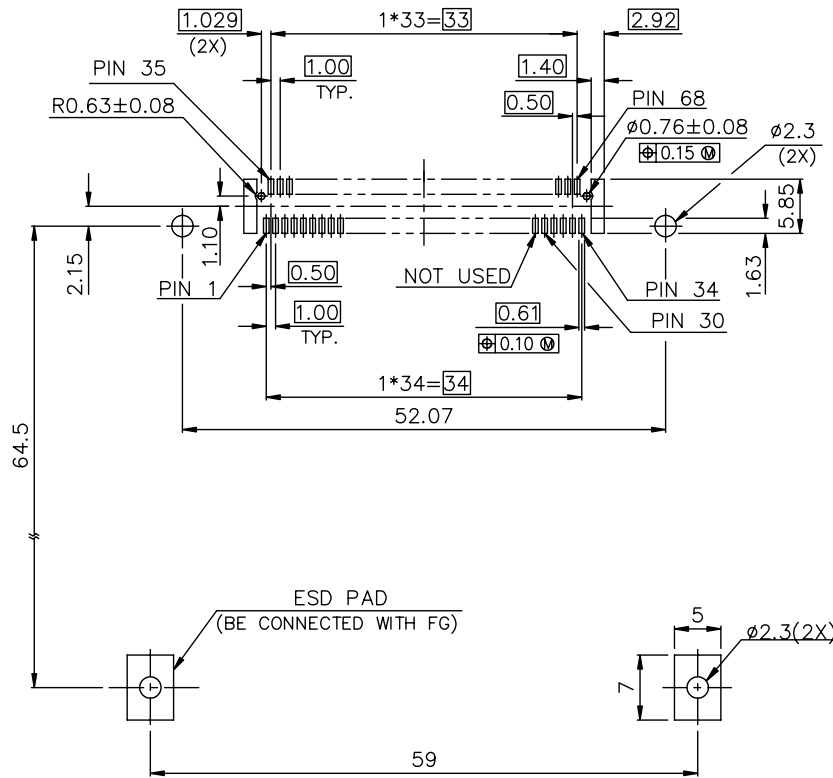 1.029
(2X)
1*33=33
2.92
PIN 35
1.00
TYP.
1.40
PIN 68
R0.63±0.08
0.50
ø0.76±0.08
⌖ 0.15 Ⓜ
ø2.3
(2X)
5.85
2.15
1.10
1.63
PIN 1
0.50
NOT USED
PIN 34
1.00
TYP.
0.61
PIN 30
⌖ 0.10 Ⓜ
1*34=34
52.07
64.5
ESD PAD
(BE CONNECTED WITH FG)
5
ø2.3(2X)
7
59